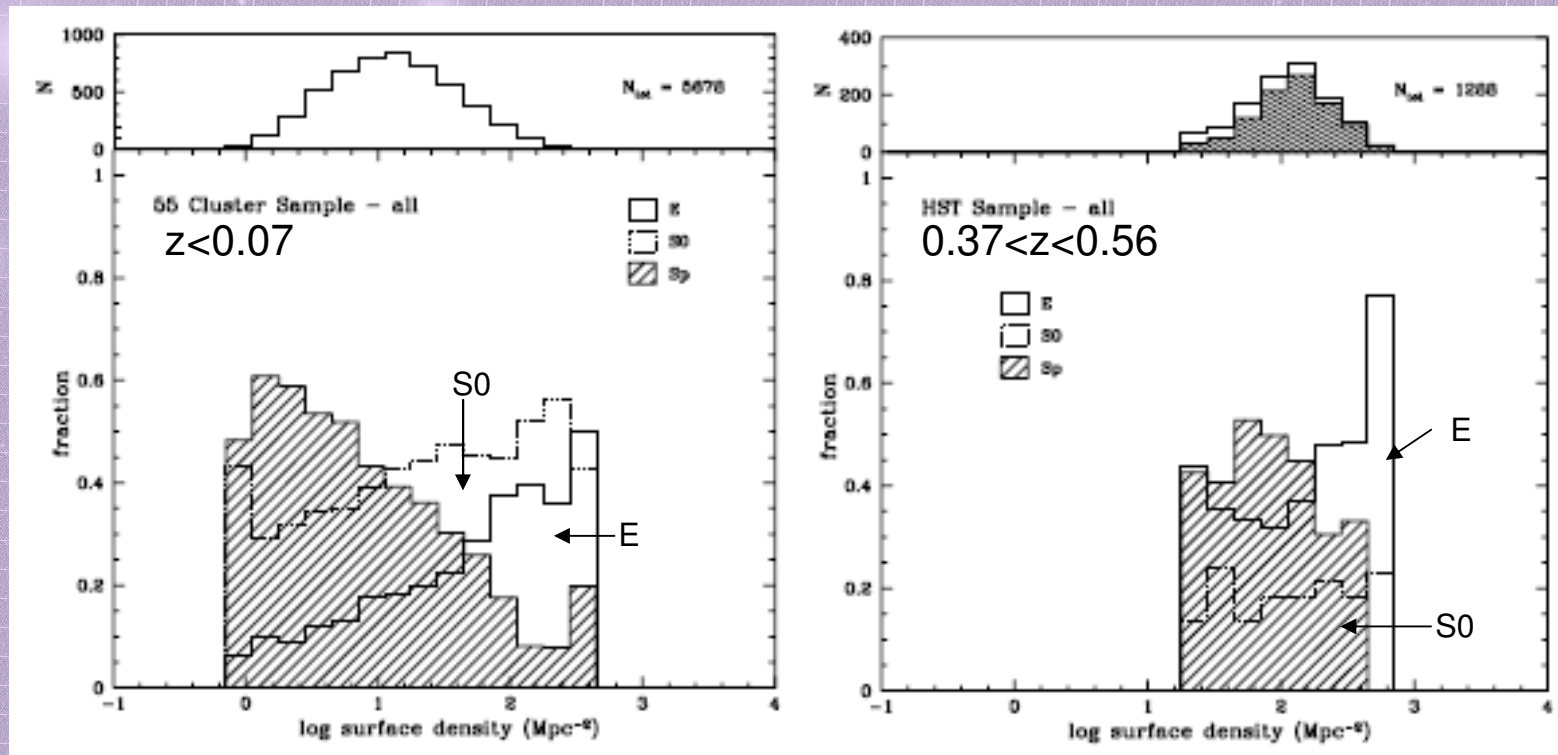 1000
500
0
N
N_tot = 5678
55 Cluster Sample – all
z<0.07
E
S0
Sp
1
0.8
0.6
0.4
0.2
0
fraction
S0
E
-1
0
1
2
3
4
log surface density (Mpc⁻²)
400
200
0
N
N_tot = 1288
HST Sample – all
0.37<z<0.56
E
S0
Sp
1
0.8
0.6
0.4
0.2
0
fraction
E
S0
-1
0
1
2
3
4
log surface density (Mpc⁻²)